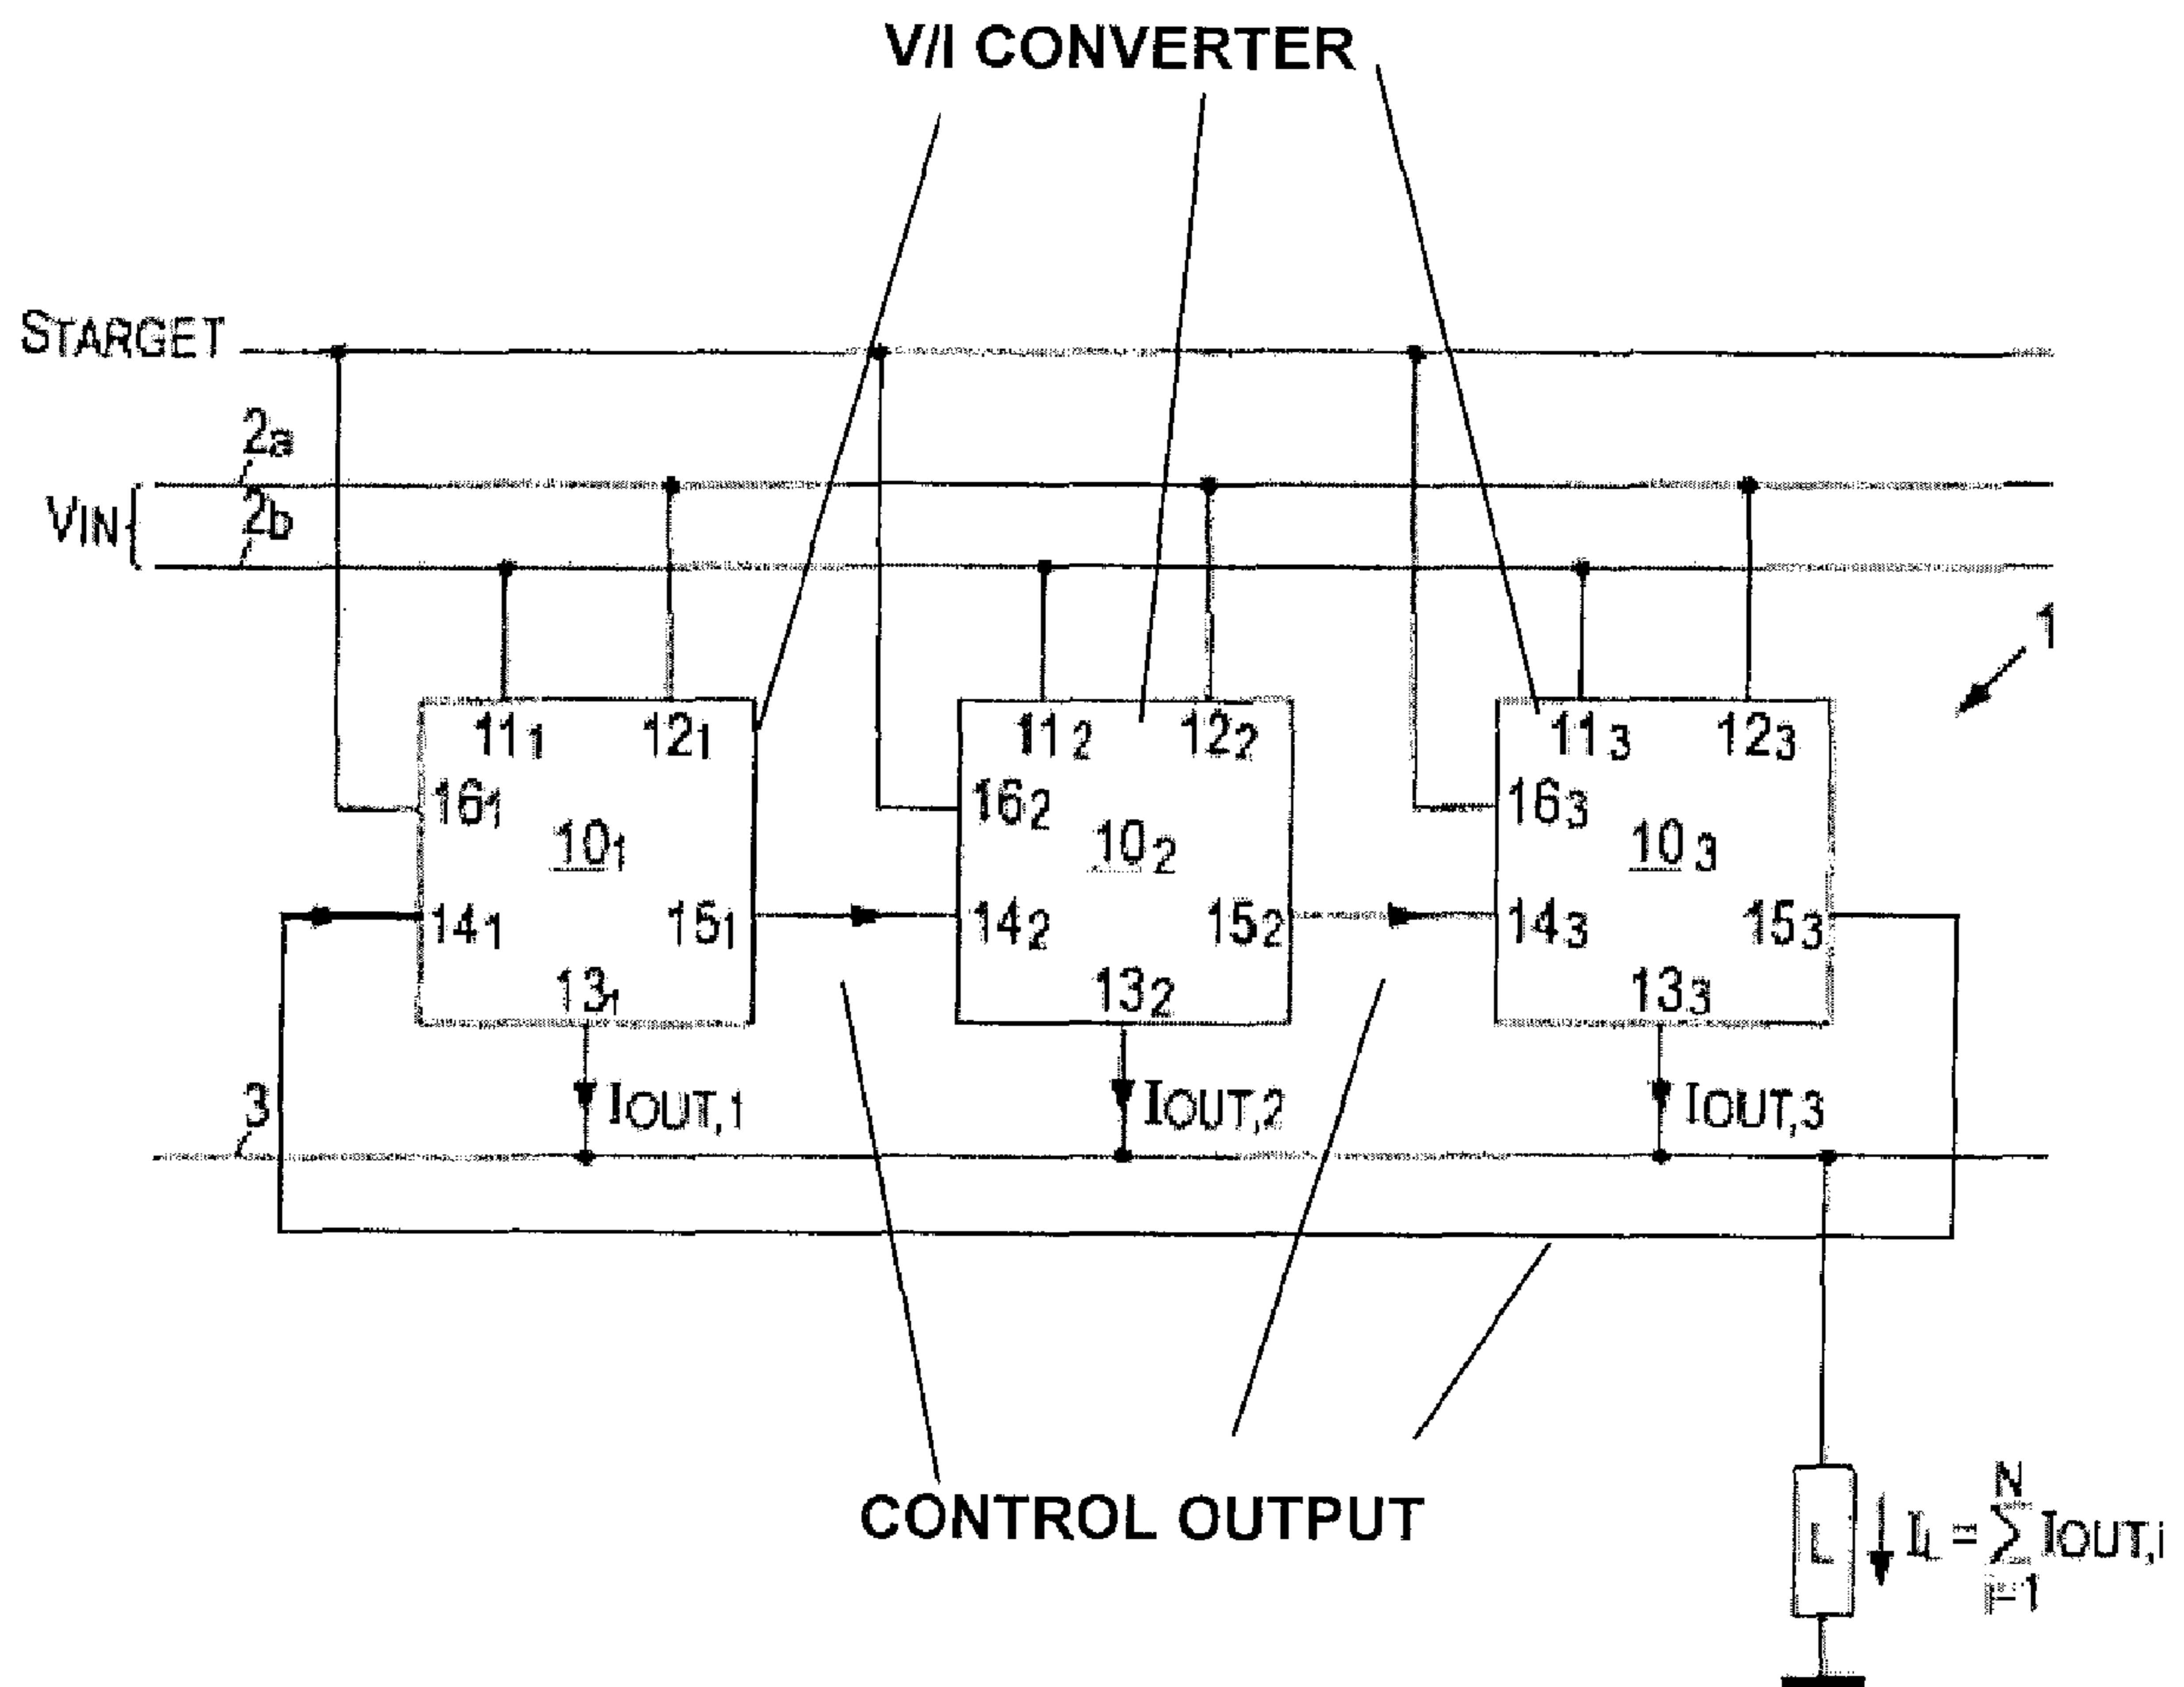 V/I CONVERTER
STARGET
2a
VIN{
2b
1
11₁ 12₁ 11₂ 12₂ 11₃ 12₃
16₁ 16₂ 16₃
10₁ 10₂ 10₃
14₁ 15₁ 14₂ 15₂ 14₃ 15₃
13₁ 13₂ 13₃
3 IOUT,1 IOUT,2 IOUT,3
CONTROL OUTPUT
L IL = N∑i=1 IOUT,i